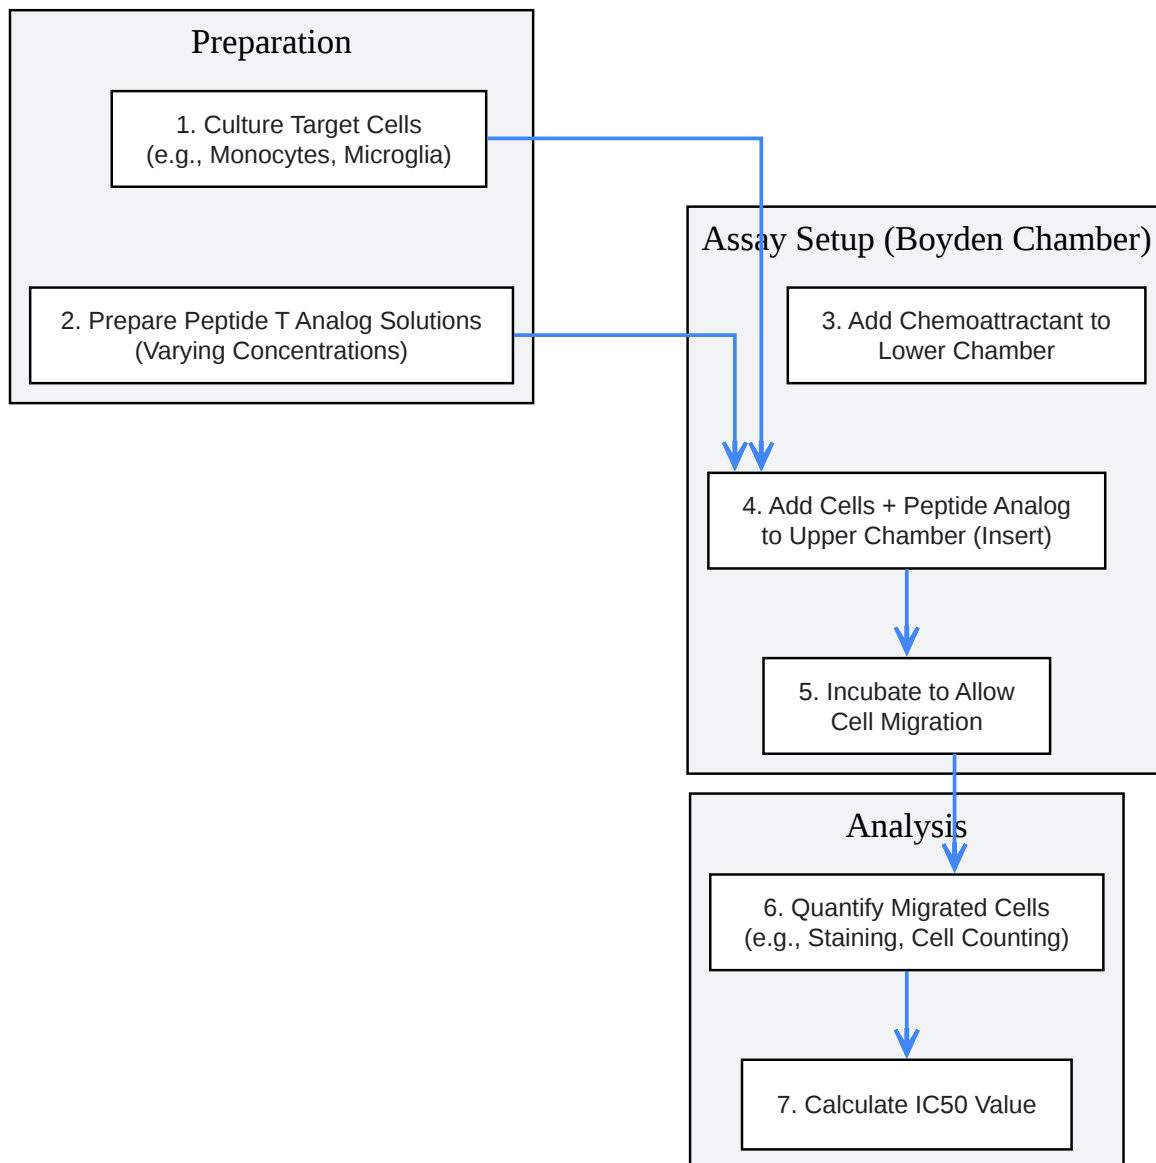 Preparation
1. Culture Target Cells
(e.g., Monocytes, Microglia)
2. Prepare Peptide T Analog Solutions
(Varying Concentrations)
Assay Setup (Boyden Chamber)
3. Add Chemoattractant to
Lower Chamber
4. Add Cells + Peptide Analog
to Upper Chamber (Insert)
5. Incubate to Allow
Cell Migration
Analysis
6. Quantify Migrated Cells
(e.g., Staining, Cell Counting)
7. Calculate IC50 Value